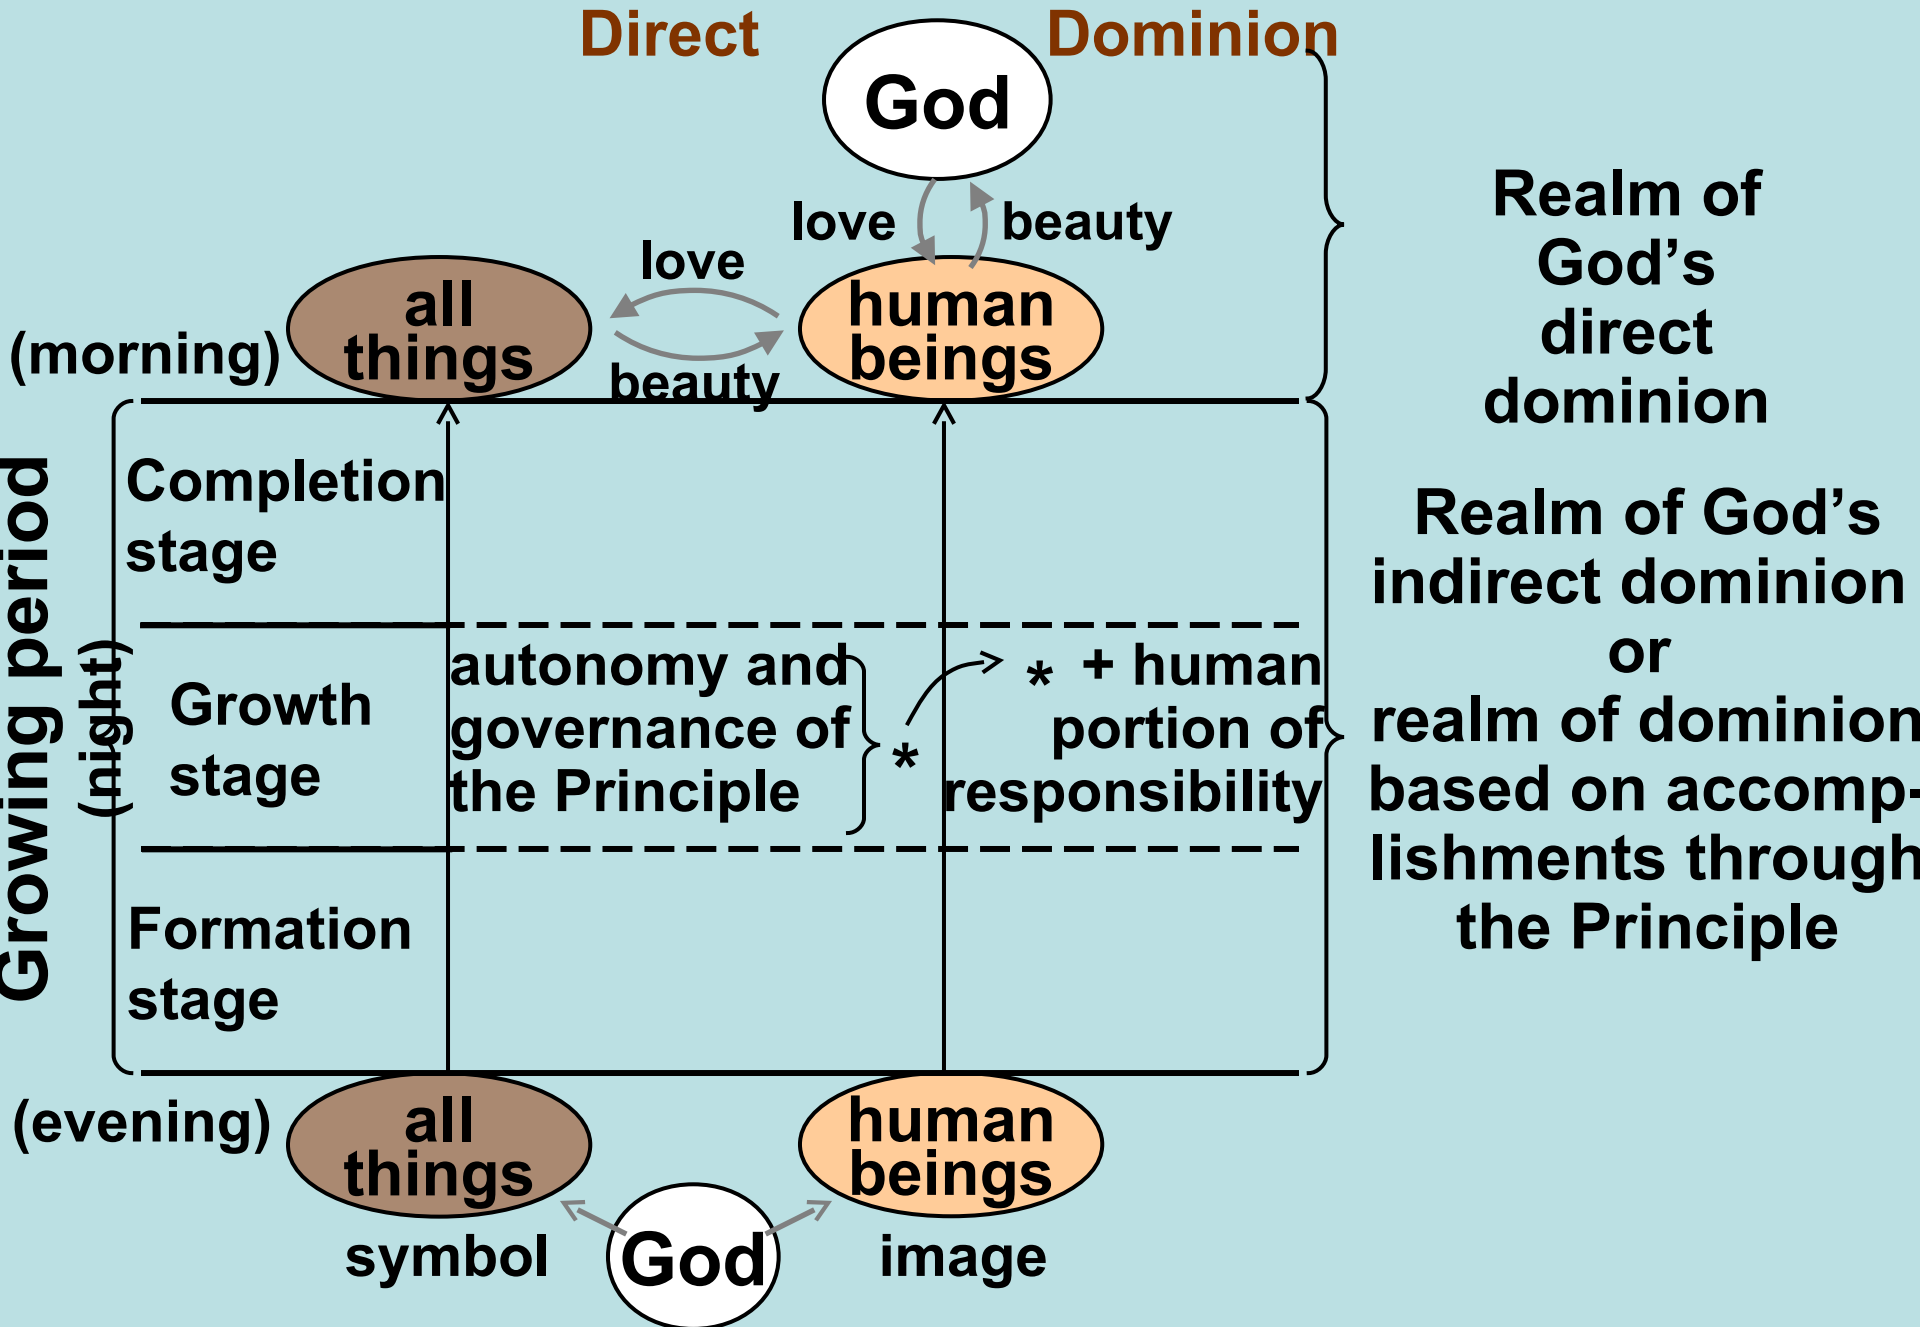 Direct Dominion
God
love beauty
love
all things
human beings
beauty
(morning)
Realm of
God’s
direct
dominion
Growing period
(night)
Completion
stage
Growth
stage
Formation
stage
autonomy and
governance of
the Principle
*
* + human
portion of
responsibility
Realm of God’s
indirect dominion
or
realm of dominion
based on accomp-
lishments through
the Principle
(evening)
all
things
human
beings
symbol
God
image